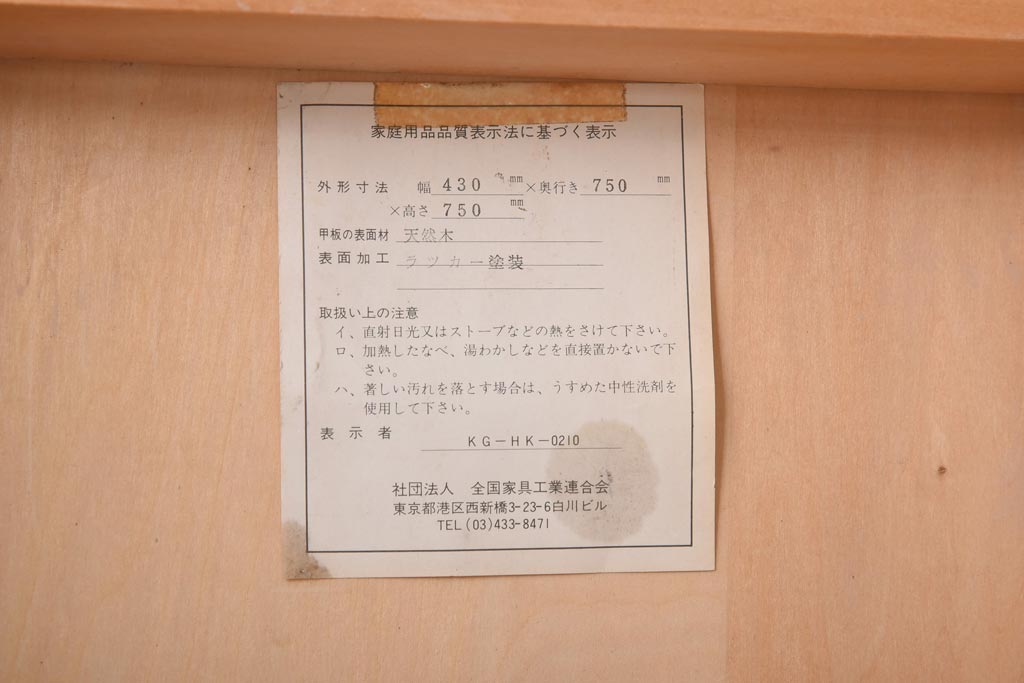 家庭用品品質表示法に基づく表示
外形寸法 幅 430 mm ×奥行き 750 mm
×高さ 750 mm
甲板の表面材 天然木
表面加工 ラッカー塗装
取扱い上の注意
イ、直射日光又はストーブなどの熱をさけて下さい。
ロ、加熱したなべ、湯わかしなどを直接置かないで下
さい。
ハ、著しい汚れを落とす場合は、うすめた中性洗剤を
使用して下さい。
表示者 KG-HK-0210
社団法人 全国家具工業連合会
東京都港区西新橋3-23-6白川ビル
TEL(03)433-8471